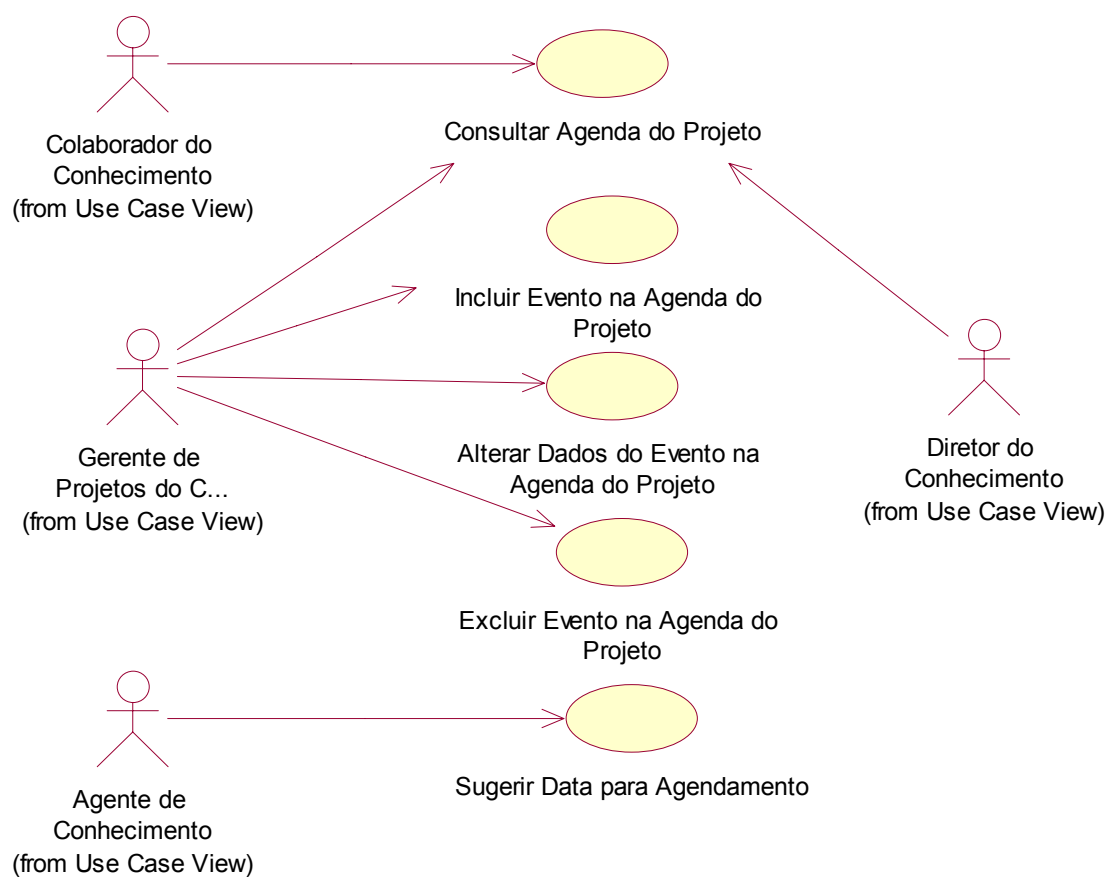 Consultar Agenda do Projeto
Colaborador do
Conhecimento
(from Use Case View)
Incluir Evento na Agenda do
Projeto
Gerente de
Projetos do C...
(from Use Case View)
Alterar Dados do Evento na
Agenda do Projeto
Diretor do
Conhecimento
(from Use Case View)
Excluir Evento na Agenda do
Projeto
Sugerir Data para Agendamento
Agente de
Conhecimento
(from Use Case View)